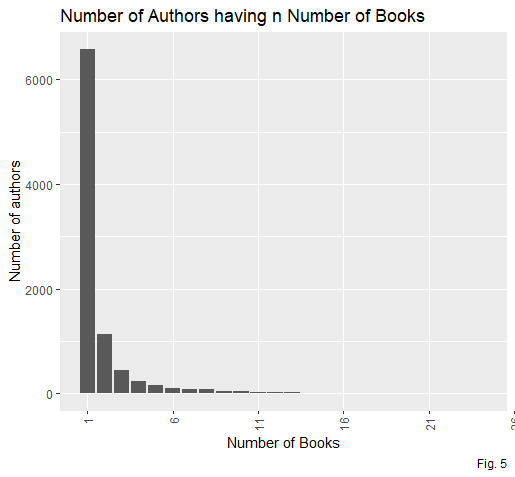 Number of Authors having n Number of Books
Number of authors
6000
4000
2000
0
1
6
11
16
21
26
Number of Books
Fig. 5